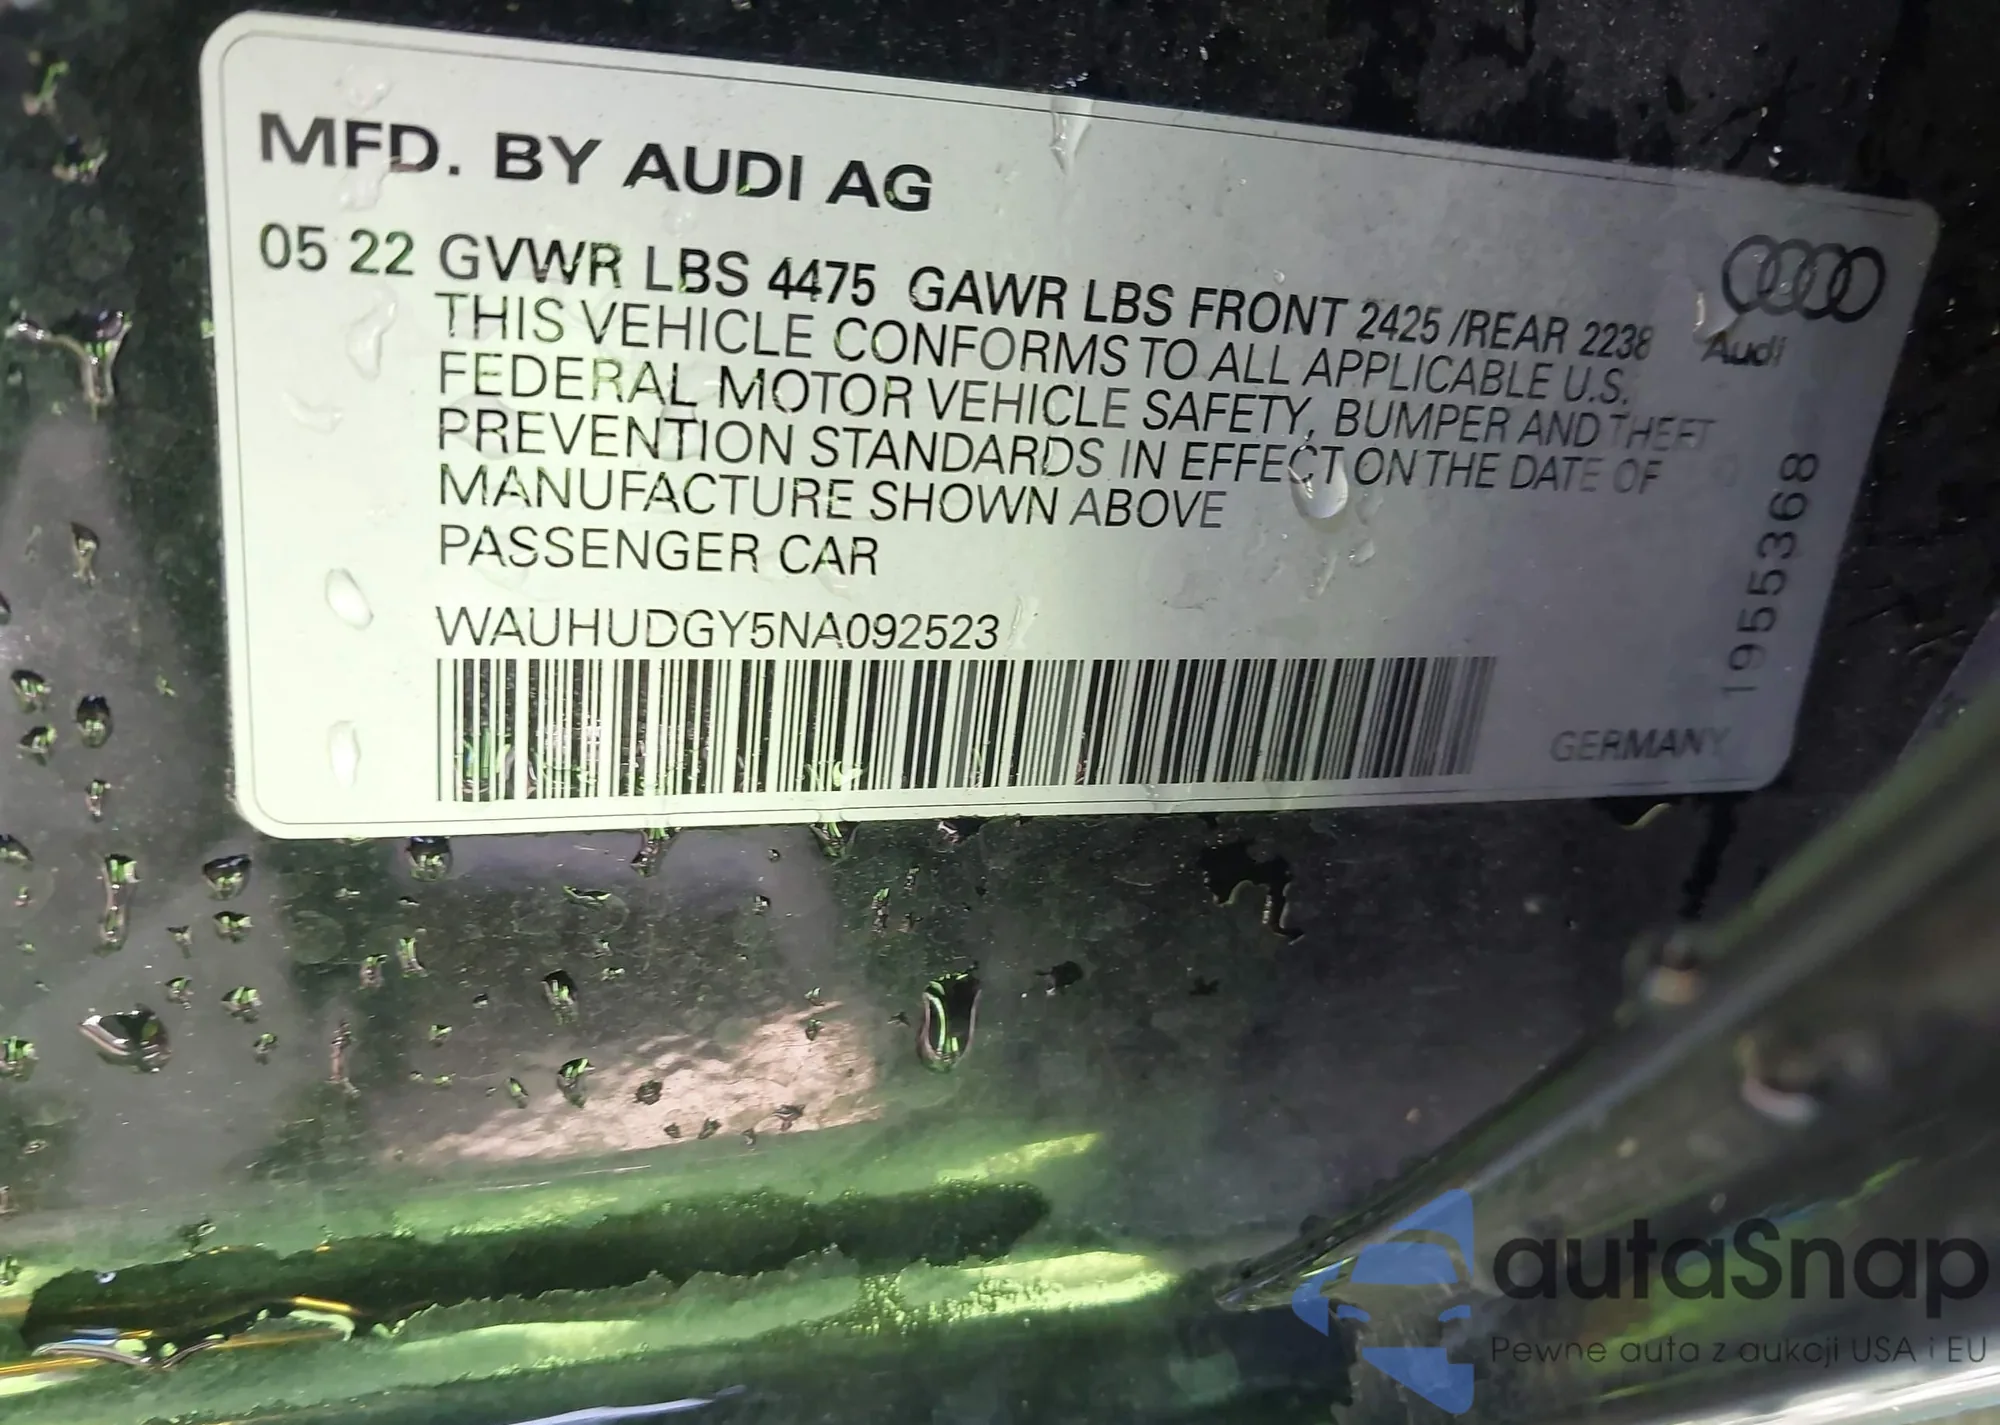 MFD. BY AUDI AG
05 22 GVWR LBS 4475 GAWR LBS FRONT 2425 /REAR 2238
THIS VEHICLE CONFORMS TO ALL APPLICABLE U.S.
FEDERAL MOTOR VEHICLE SAFETY, BUMPER AND THEFT
PREVENTION STANDARDS IN EFFECT ON THE DATE OF
MANUFACTURE SHOWN ABOVE
PASSENGER CAR
WAUHUDGY5NA092523
Audi
1955368
GERMANY
autaSnap
Pewne auta z aukcji USA i EU